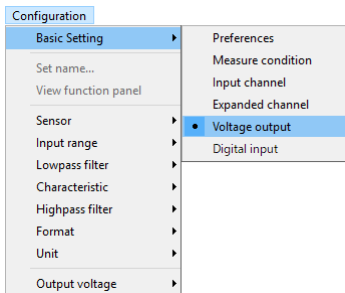 Configuration
Basic Setting
Set name...
View function panel
Sensor
Input range
Lowpass filter
Characteristic
Highpass filter
Format
Unit
Output voltage
Preferences
Measure condition
Input channel
Expanded channel
Voltage output
Digital input